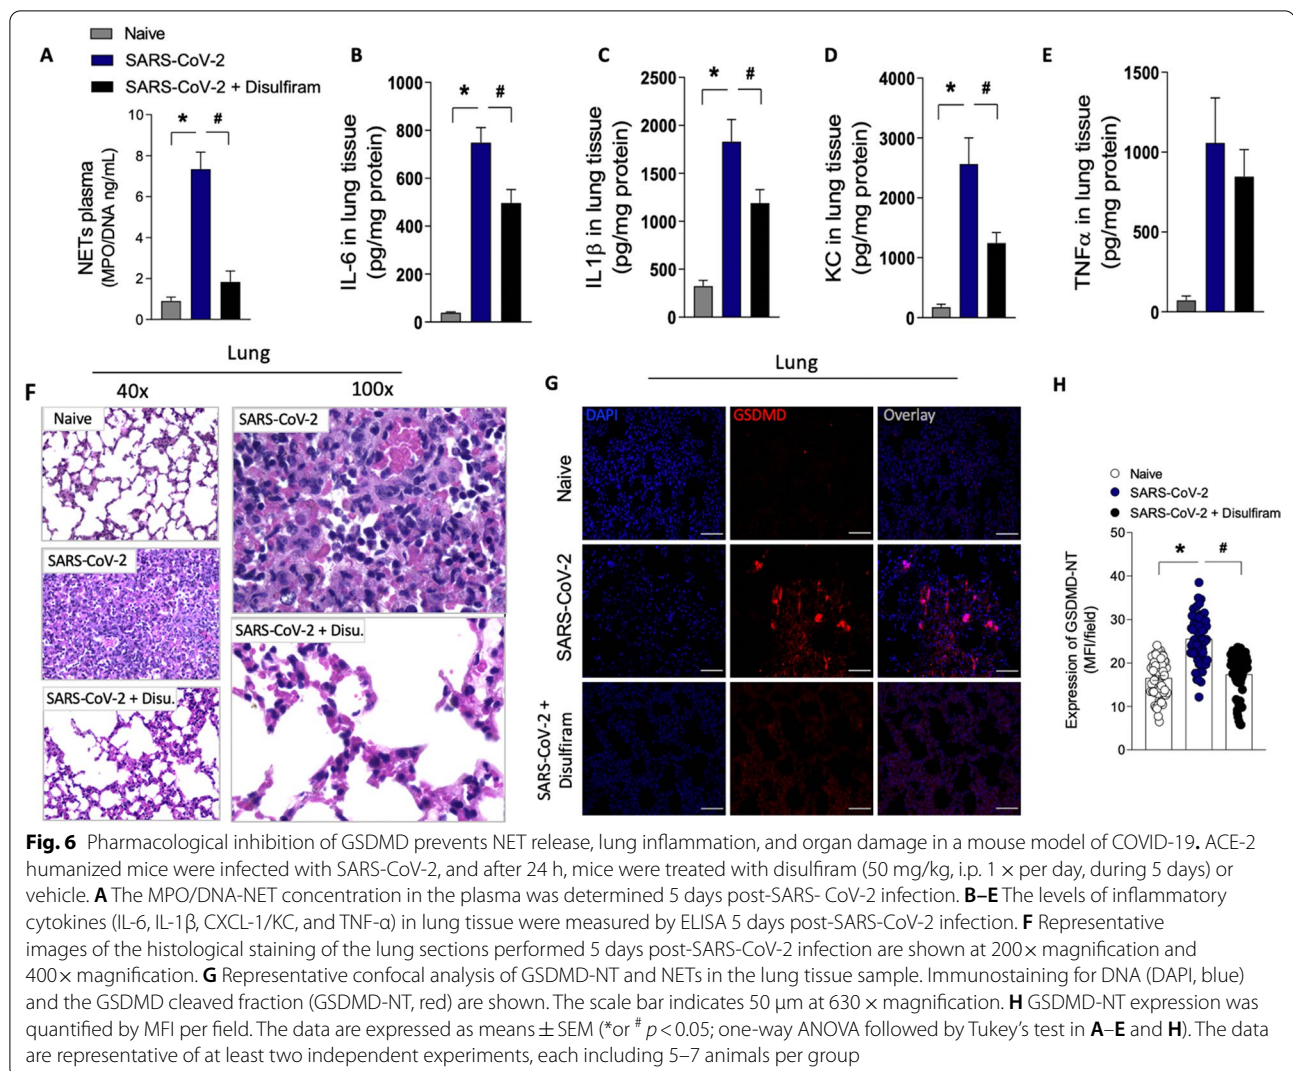 A
Naive
SARS-CoV-2
SARS-CoV-2 + Disulfiram
NETs plasma
(MPO/DNA ng/mL)
10
8
6
4
2
0
*
#
B
IL-6 in lung tissue
(pg/mg protein)
1000
800
600
400
200
0
*
#
C
IL1β in lung tissue
(pg/mg protein)
2500
2000
1500
1000
500
0
*
#
D
KC in lung tissue
(pg/mg protein)
4000
3000
2000
1000
0
*
#
E
TNFα in lung tissue
(pg/mg protein)
1500
1000
500
0
F
Lung
40x
100x
Naive
SARS-CoV-2
SARS-CoV-2
SARS-CoV-2 + Disu.
SARS-CoV-2 + Disu.
G
Lung
DAPI
GSDMD
Overlay
Naive
SARS-CoV-2
SARS-CoV-2 +
Disulfiram
H
Naive
SARS-CoV-2
SARS-CoV-2 + Disulfiram
Expression of GSDMD-NT
(MFI/field)
50
40
30
20
10
0
*
#
Fig. 6 Pharmacological inhibition of GSDMD prevents NET release, lung inflammation, and organ damage in a mouse model of COVID-19. ACE-2
humanized mice were infected with SARS-CoV-2, and after 24 h, mice were treated with disulfiram (50 mg/kg, i.p. 1 × per day, during 5 days) or
vehicle. A The MPO/DNA-NET concentration in the plasma was determined 5 days post-SARS- CoV-2 infection. B–E The levels of inflammatory
cytokines (IL-6, IL-1β, CXCL-1/KC, and TNF-α) in lung tissue were measured by ELISA 5 days post-SARS-CoV-2 infection. F Representative
images of the histological staining of the lung sections performed 5 days post-SARS-CoV-2 infection are shown at 200× magnification and
400× magnification. G Representative confocal analysis of GSDMD-NT and NETs in the lung tissue sample. Immunostaining for DNA (DAPI, blue)
and the GSDMD cleaved fraction (GSDMD-NT, red) are shown. The scale bar indicates 50 μm at 630 × magnification. H GSDMD-NT expression was
quantified by MFI per field. The data are expressed as means ± SEM (*or # p < 0.05; one-way ANOVA followed by Tukey's test in A–E and H). The data
are representative of at least two independent experiments, each including 5–7 animals per group